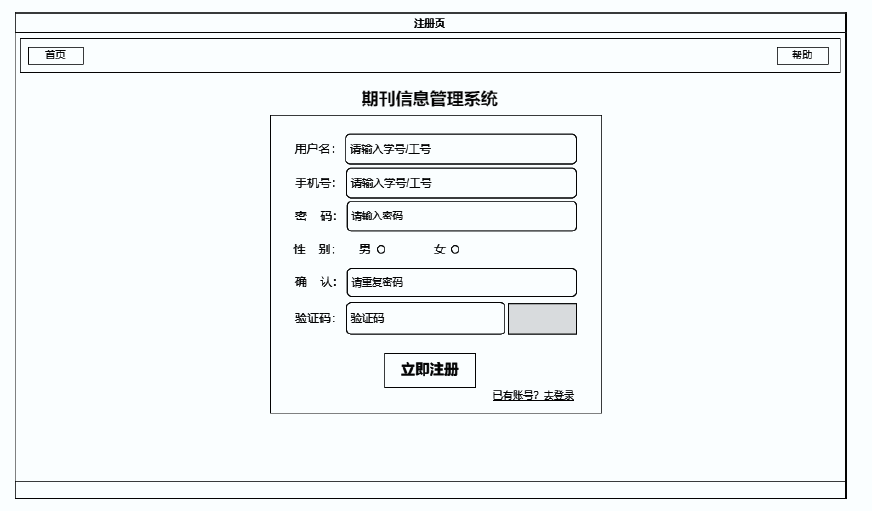 注册页
首页
帮助
期刊信息管理系统
用户名： 请输入学号/工号
手机号： 请输入学号/工号
密 码： 请输入密码
性 别： 男 女
确 认： 请重复密码
验证码： 验证码
立即注册
已有账号？去登录